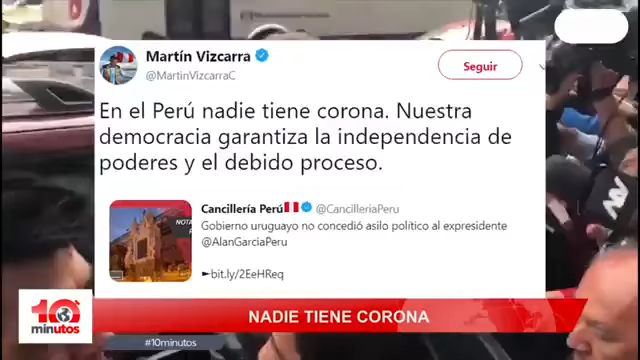 Martín Vizcarra
@MartinVizcarraC
Seguir
En el Perú nadie tiene corona. Nuestra
democracia garantiza la independencia de
poderes y el debido proceso.
Cancillería Perú @CancilleriaPeru
Gobierno uruguayo no concedió asilo político al expresidente
@AlanGarciaPeru
►bit.ly/2EeHReq
NOTA
10
minutos
NADIE TIENE CORONA
#10minutos